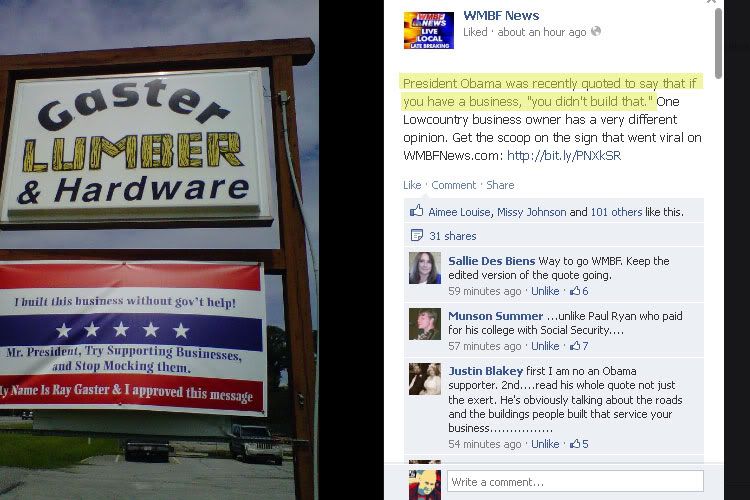 Gaster
LUMBER
& Hardware
I built this business without gov't help!
Mr. President, Try Supporting Businesses,
and Stop Mocking them.
My Name Is Ray Gaster & I approved this message
WMBF
NEWS
LIVE
LOCAL
LATE BREAKING
WMBF News
Liked · about an hour ago
President Obama was recently quoted to say that if
you have a business, "you didn't build that." One
Lowcountry business owner has a very different
opinion. Get the scoop on the sign that went viral on
WMBFNews.com: http://bit.ly/PNXkSR
Like · Comment · Share
Aimee Louise, Missy Johnson and 101 others like this.
31 shares
Sallie Des Biens Way to go WMBF. Keep the
edited version of the quote going.
59 minutes ago · Unlike · 6
Munson Summer ...unlike Paul Ryan who paid
for his college with Social Security....
57 minutes ago · Unlike · 7
Justin Blakey first I am no an Obama
supporter. 2nd....read his whole quote not just
the exert. He's obviously talking about the roads
and the buildings people built that service your
business................
54 minutes ago · Unlike · 5
Write a comment...